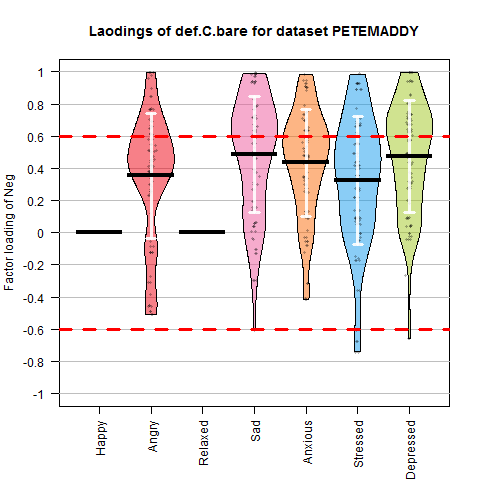 Laodings of def.C.bare for dataset PETEMADDY
Factor loading of Neg
1
0.8
0.6
0.4
0.2
0
-0.2
-0.4
-0.6
-0.8
-1
Happy
Angry
Relaxed
Sad
Anxious
Stressed
Depressed